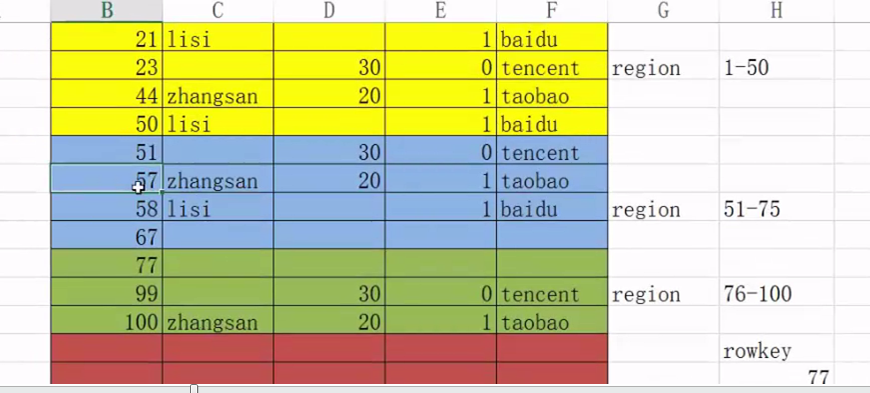 B C D E F G H
21 lisi 1 baidu
23 30 0 tencent region 1-50
44 zhangsan 20 1 taobao
50 lisi 1 baidu
51 30 0 tencent
57 zhangsan 20 1 taobao
58 lisi 1 baidu region 51-75
67
77
99 30 0 tencent region 76-100
100 zhangsan 20 1 taobao
rowkey
77